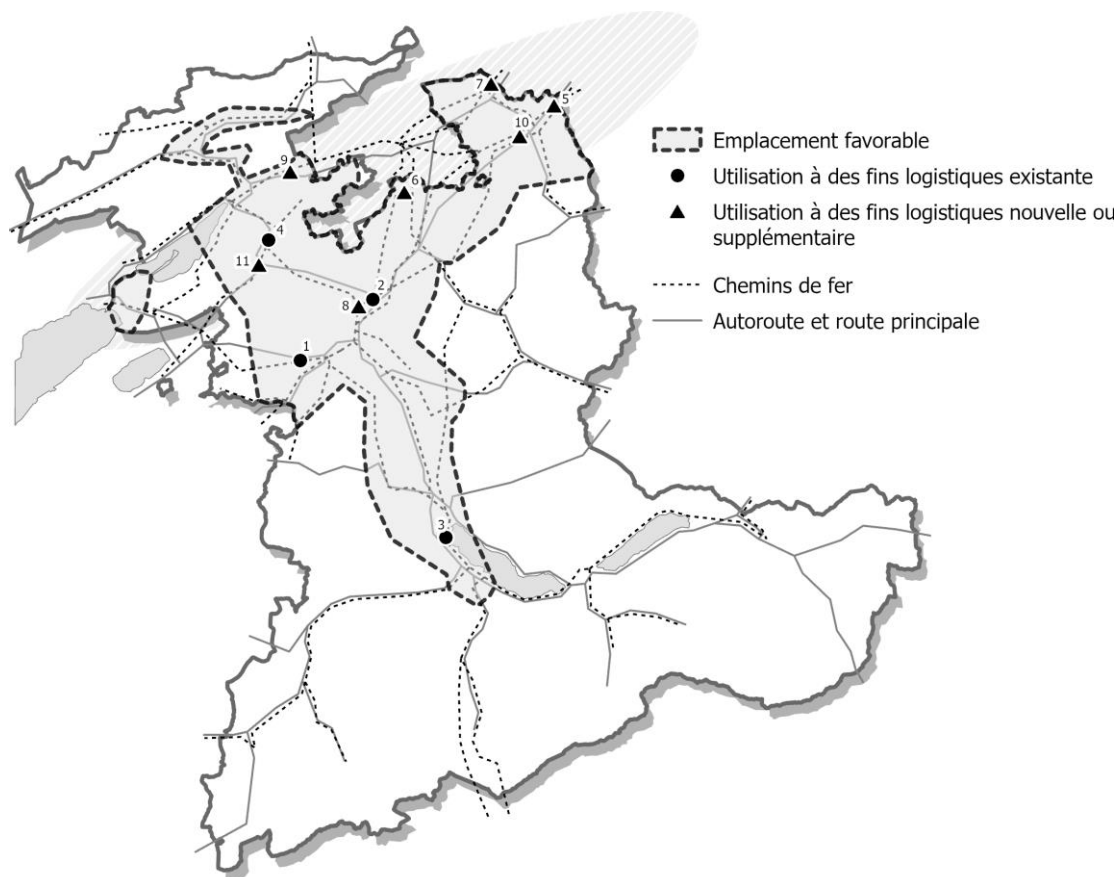 7
5
10
9
6
4
11
2
8
1
3
Emplacement favorable
Utilisation à des fins logistiques existante
Utilisation à des fins logistiques nouvelle ou
supplémentaire
Chemins de fer
Autoroute et route principale